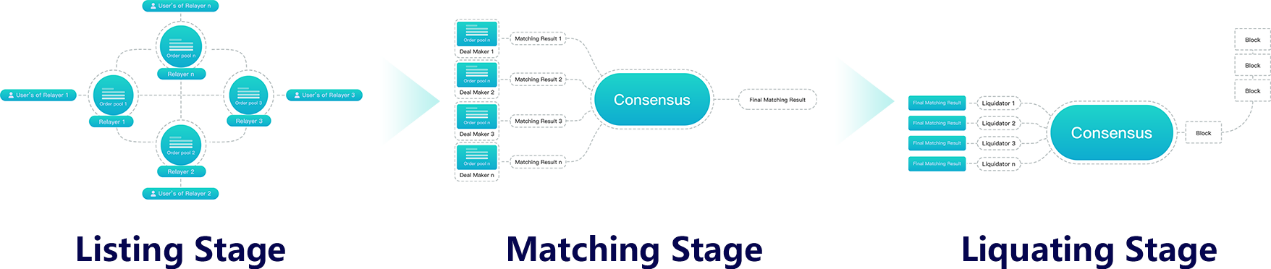 User's of Relayer n
Order pool n
Relayer n
User's of Relayer 1
Order pool 1
Relayer 1
Order pool 3
Relayer 3
User's of Relayer 3
Order pool 2
Relayer 2
User's of Relayer 2
Listing Stage
Order pool n
Deal Maker 1
Matching Result 1
Order pool n
Deal Maker 2
Matching Result 2
Order pool n
Deal Maker 3
Matching Result 3
Order pool n
Deal Maker n
Matching Result n
Consensus
Final Matching Result
Matching Stage
Final Matching Result
Liquidator 1
Final Matching Result
Liquidator 2
Final Matching Result
Liquidator 3
Final Matching Result
Liquidator n
Consensus
Block
Block
Block
Block
Liquating Stage